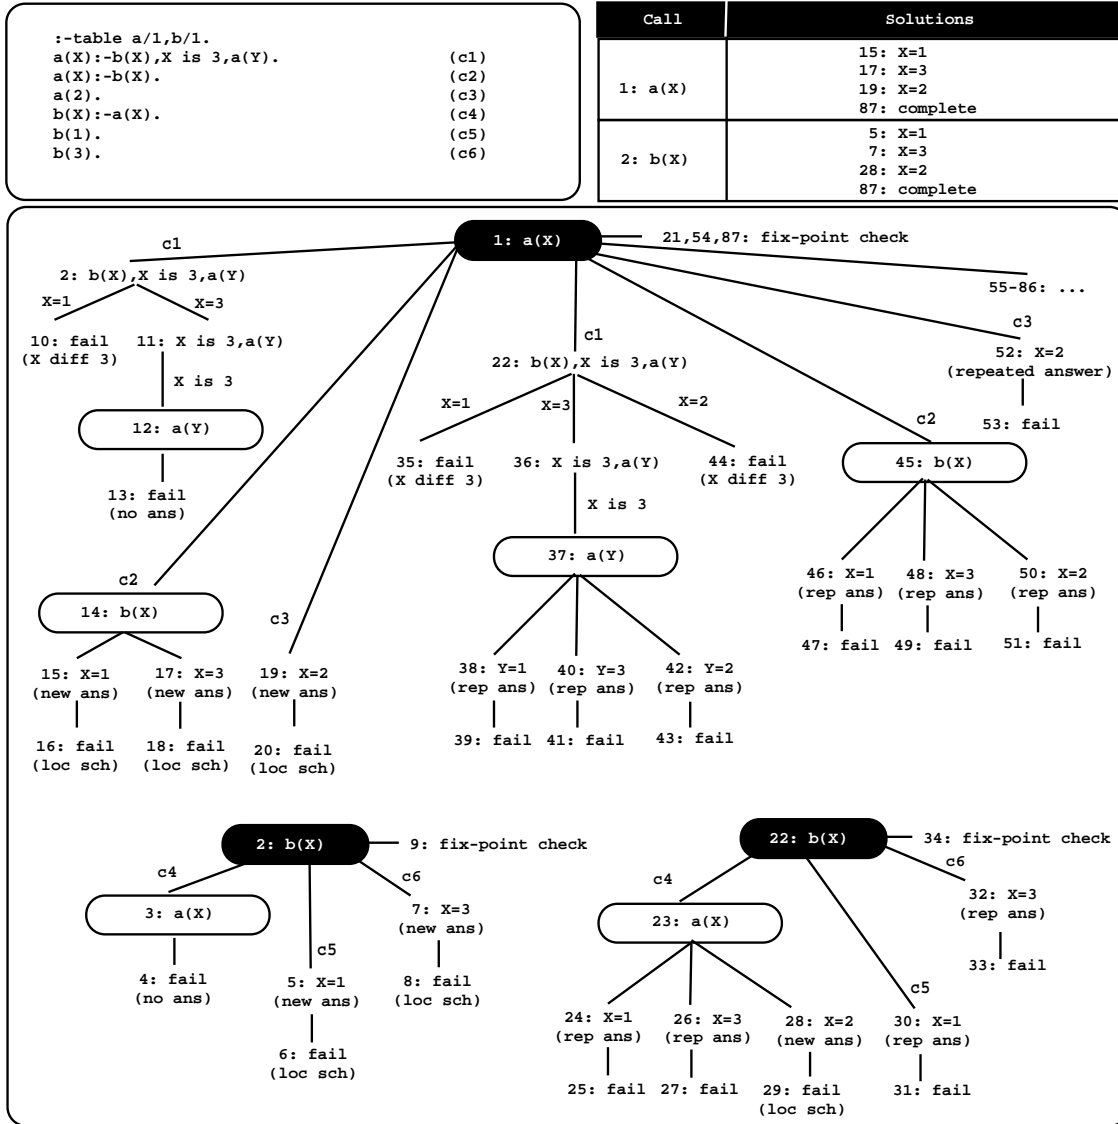 :-table a/1,b/1.
a(X):-b(X),X is 3,a(Y). (c1)
a(X):-b(X). (c2)
a(2). (c3)
b(X):-a(X). (c4)
b(1). (c5)
b(3). (c6)
Call Solutions
1: a(X)
15: X=1
17: X=3
19: X=2
87: complete
2: b(X)
5: X=1
7: X=3
28: X=2
87: complete
1: a(X)
21,54,87: fix-point check
c1
2: b(X),X is 3,a(Y)
X=1 X=3
10: fail
(X diff 3)
11: X is 3,a(Y)
X is 3
12: a(Y)
13: fail
(no ans)
c2
14: b(X)
15: X=1
(new ans)
16: fail
(loc sch)
17: X=3
(new ans)
18: fail
(loc sch)
c3
19: X=2
(new ans)
20: fail
(loc sch)
c1
22: b(X),X is 3,a(Y)
X=1 X=3 X=2
35: fail
(X diff 3)
36: X is 3,a(Y)
44: fail
(X diff 3)
X is 3
37: a(Y)
38: Y=1
(rep ans)
39: fail
40: Y=3
(rep ans)
41: fail
42: Y=2
(rep ans)
43: fail
c2
45: b(X)
46: X=1
(rep ans)
47: fail
48: X=3
(rep ans)
49: fail
50: X=2
(rep ans)
51: fail
c3
52: X=2
(repeated answer)
53: fail
55-86: ...
2: b(X)
9: fix-point check
c4
3: a(X)
4: fail
(no ans)
c5
5: X=1
(new ans)
6: fail
(loc sch)
c6
7: X=3
(new ans)
8: fail
(loc sch)
22: b(X)
34: fix-point check
c4
23: a(X)
24: X=1
(rep ans)
25: fail
26: X=3
(rep ans)
27: fail
28: X=2
(new ans)
29: fail
(loc sch)
c5
30: X=1
(rep ans)
31: fail
c6
32: X=3
(rep ans)
33: fail